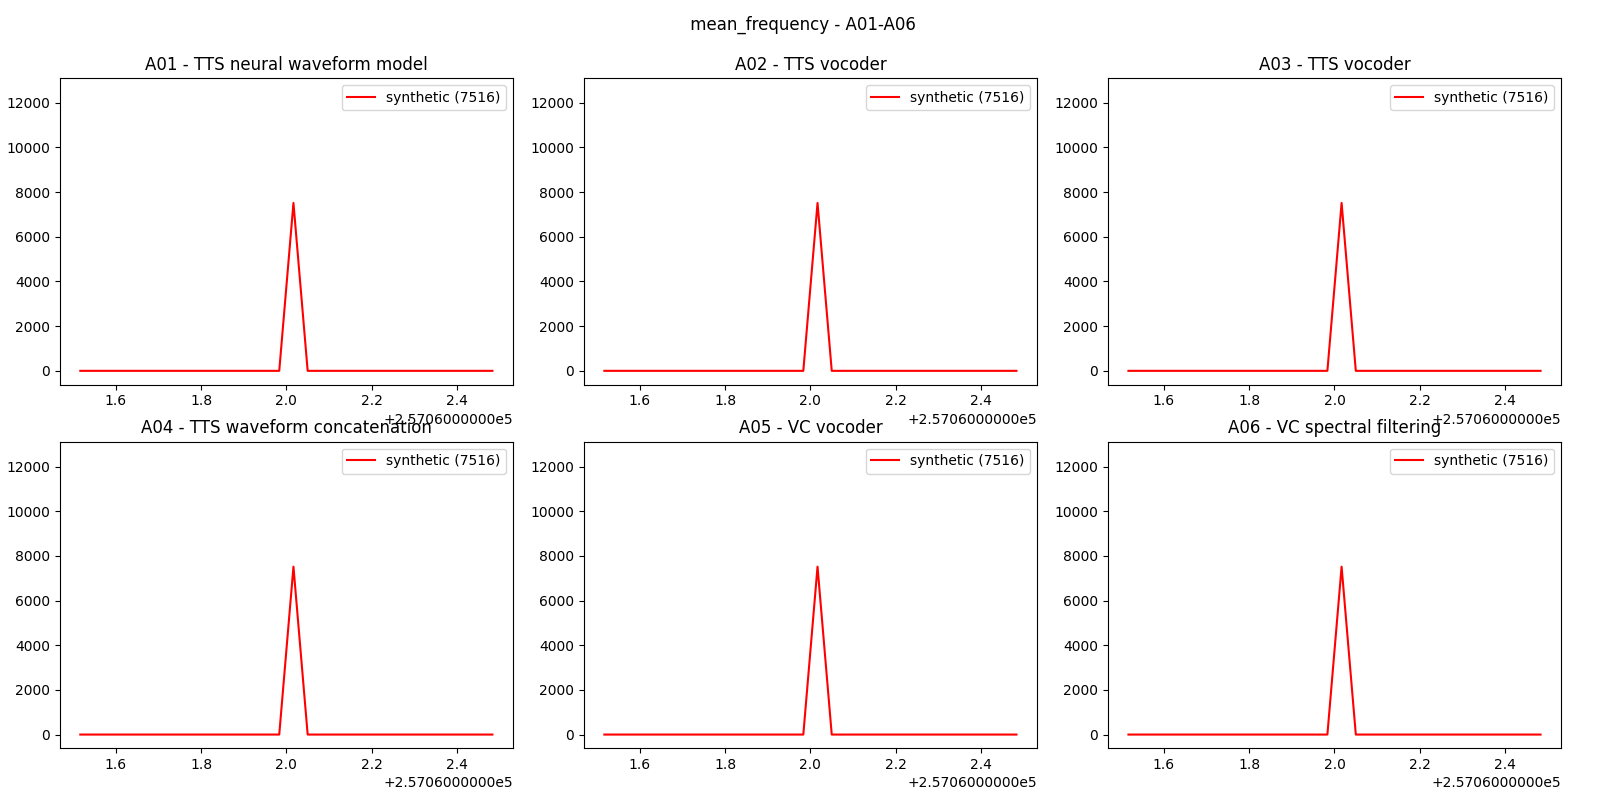 mean_frequency - A01-A06
A01 - TTS neural waveform model
A02 - TTS vocoder
A03 - TTS vocoder
synthetic (7516)
synthetic (7516)
synthetic (7516)
12000
10000
8000
6000
4000
2000
0
12000
10000
8000
6000
4000
2000
0
12000
10000
8000
6000
4000
2000
0
1.6 1.8 2.0 2.2 2.4
1.6 1.8 2.0 2.2 2.4
1.6 1.8 2.0 2.2 2.4
+2.5706000000e5
+2.5706000000e5
+2.5706000000e5
A04 - TTS waveform concatenation
A05 - VC vocoder
A06 - VC spectral filtering
synthetic (7516)
synthetic (7516)
synthetic (7516)
12000
10000
8000
6000
4000
2000
0
12000
10000
8000
6000
4000
2000
0
12000
10000
8000
6000
4000
2000
0
1.6 1.8 2.0 2.2 2.4
1.6 1.8 2.0 2.2 2.4
1.6 1.8 2.0 2.2 2.4
+2.5706000000e5
+2.5706000000e5
+2.5706000000e5